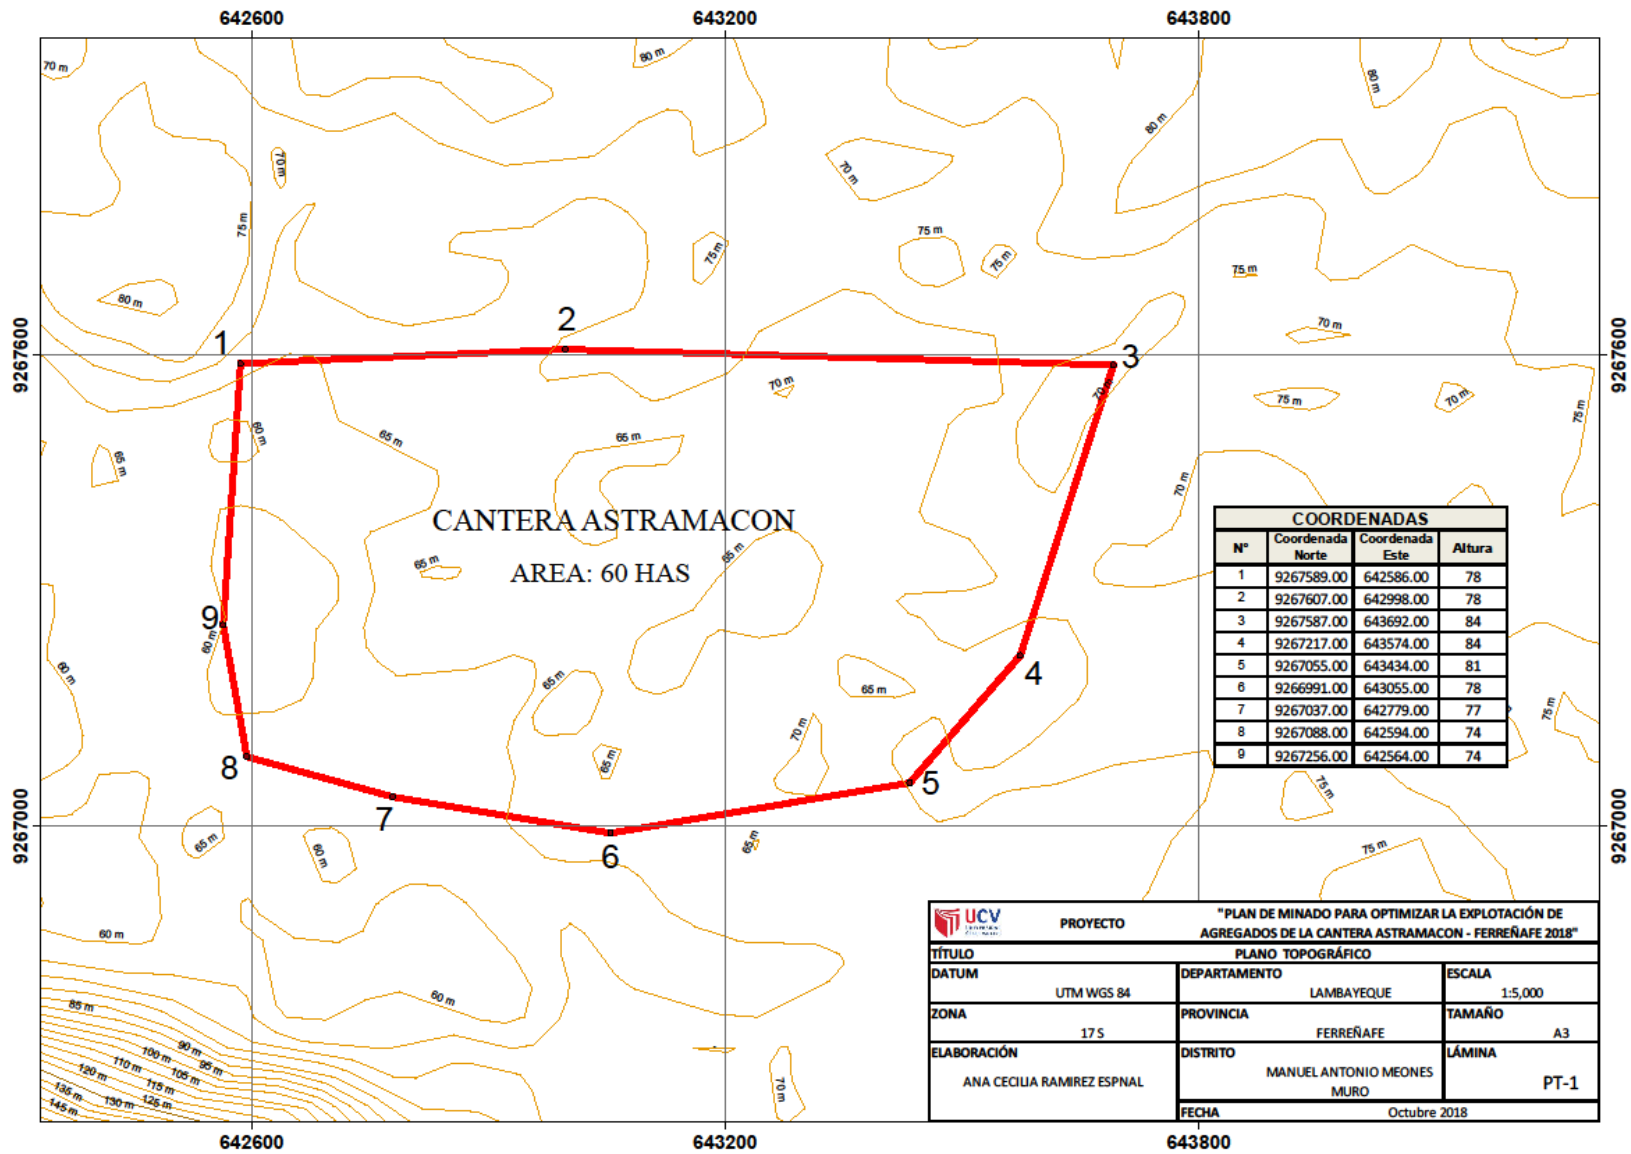 642600 643200 643800
70 m
80 m
80 m
80 m
70 m
70 m
75 m
75 m
75 m
75 m
75 m
80 m
70 m
1
2
3
9267600
9267600
70 m
70 m
75 m
70 m
75 m
60 m
65 m
65 m
65 m
70 m
CANTERA ASTRAMACON
AREA: 60 HAS
65 m
65 m
9
60 m
60 m
65 m
65 m
4
70 m
65 m
75 m
8
5
7
75 m
6
9267000
9267000
65 m
60 m
65 m
75 m
60 m
60 m
85 m
90 m
95 m
100 m
105 m
110 m
115 m
120 m
125 m
130 m
135 m
145 m
70 m
COORDENADAS
N° Coordenada Norte Coordenada Este Altura
1 9267589.00 642586.00 78
2 9267607.00 642998.00 78
3 9267587.00 643692.00 84
4 9267217.00 643574.00 84
5 9267055.00 643434.00 81
6 9266991.00 643055.00 78
7 9267037.00 642779.00 77
8 9267088.00 642594.00 74
9 9267256.00 642564.00 74
UCV
PROYECTO
"PLAN DE MINADO PARA OPTIMIZAR LA EXPLOTACIÓN DE
AGREGADOS DE LA CANTERA ASTRAMACON - FERREÑAFE 2018"
TÍTULO PLANO TOPOGRÁFICO
DATUM
UTM WGS 84
DEPARTAMENTO
LAMBAYEQUE
ESCALA
1:5,000
ZONA
17 S
PROVINCIA
FERREÑAFE
TAMAÑO
A3
ELABORACIÓN
ANA CECILIA RAMIREZ ESPNAL
DISTRITO
MANUEL ANTONIO MEONES
MURO
LÁMINA
PT-1
FECHA Octubre 2018
642600 643200 643800